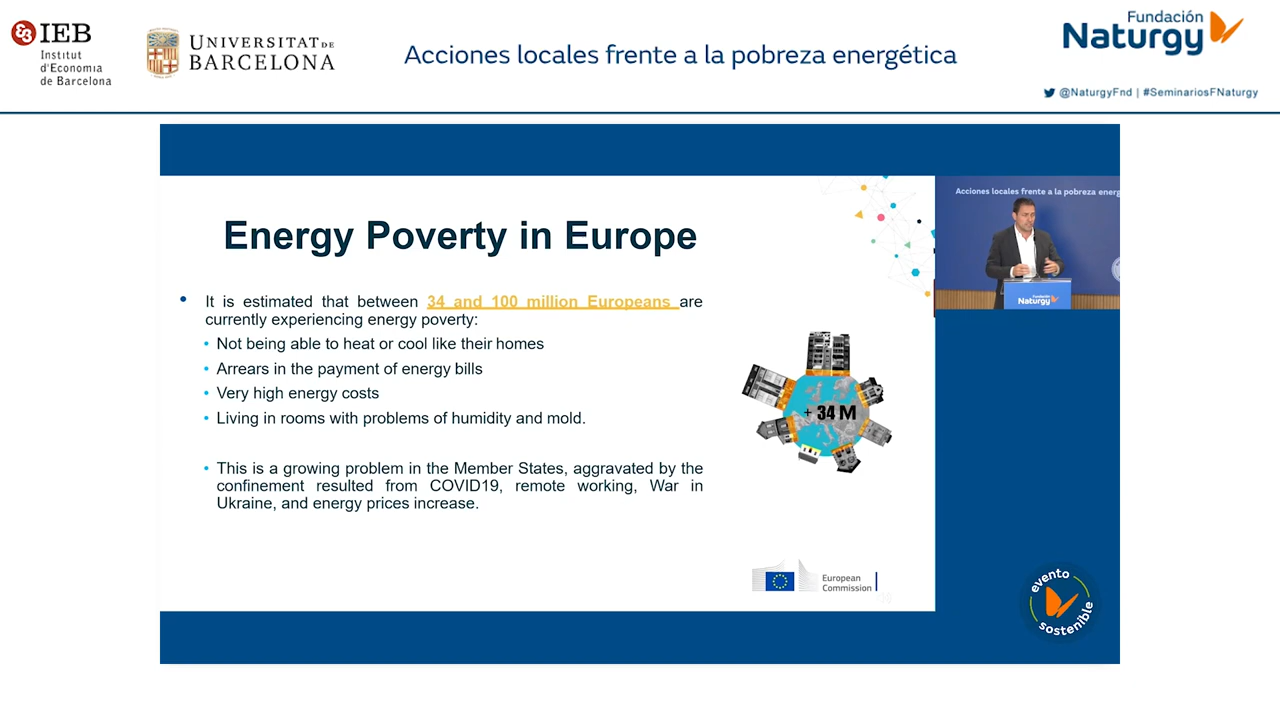 IEB
Institut
d'Economia
de Barcelona
UNIVERSITAT DE
BARCELONA
Acciones locales frente a la pobreza energética
Fundación
Naturgy
@NaturgyFnd | #SeminariosFNaturgy
Energy Poverty in Europe
• It is estimated that between 34 and 100 million Europeans are
currently experiencing energy poverty:
• Not being able to heat or cool like their homes
• Arrears in the payment of energy bills
• Very high energy costs
• Living in rooms with problems of humidity and mold.
• This is a growing problem in the Member States, aggravated by the
confinement resulted from COVID19, remote working, War in
Ukraine, and energy prices increase.
+ 34 M
European
Commission
Acciones locales frente a la pobreza energ
Fundación
Naturgy
evento
sostenible